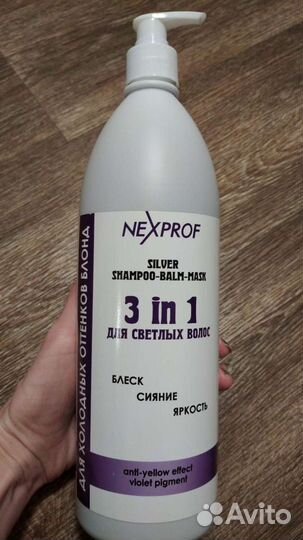 NEXPROF
SILVER
SHAMPOO-BALM-MASK
3 in 1
ДЛЯ СВЕТЛЫХ ВОЛОС
БЛЕСК
СИЯНИЕ
ЯРКОСТЬ
anti-yellow effect
violet pigment
ДЛЯ ХОЛОДНЫХ ОТТЕНКОВ БЛОНД
Avito